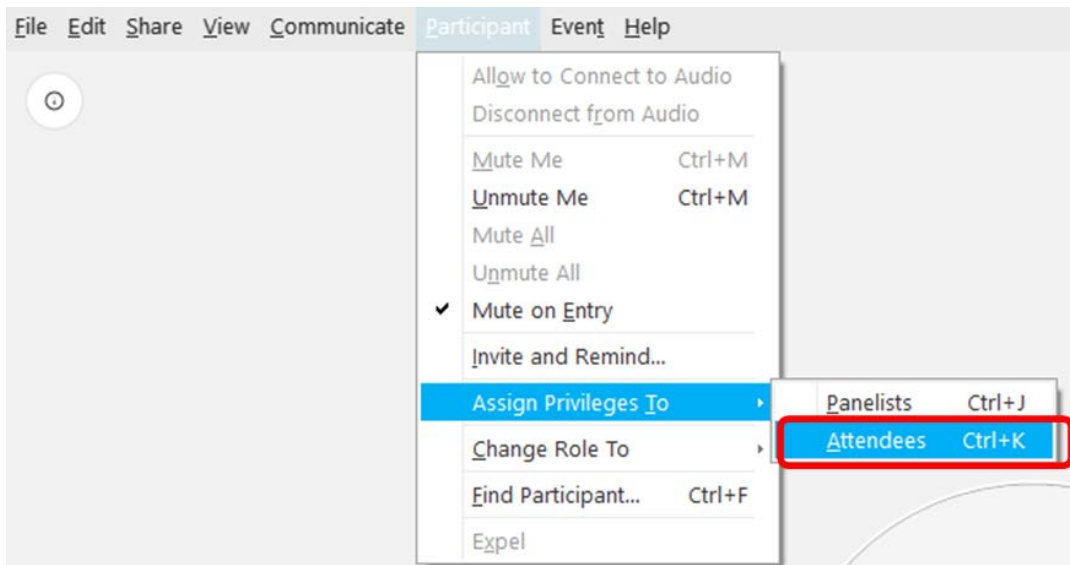 File Edit Share View Communicate Participant Event Help
Allow to Connect to Audio
Disconnect from Audio
Mute Me Ctrl+M
Unmute Me Ctrl+M
Mute All
Unmute All
Mute on Entry
Invite and Remind...
Assign Privileges To
Panelists Ctrl+J
Attendees Ctrl+K
Change Role To
Find Participant... Ctrl+F
Expel